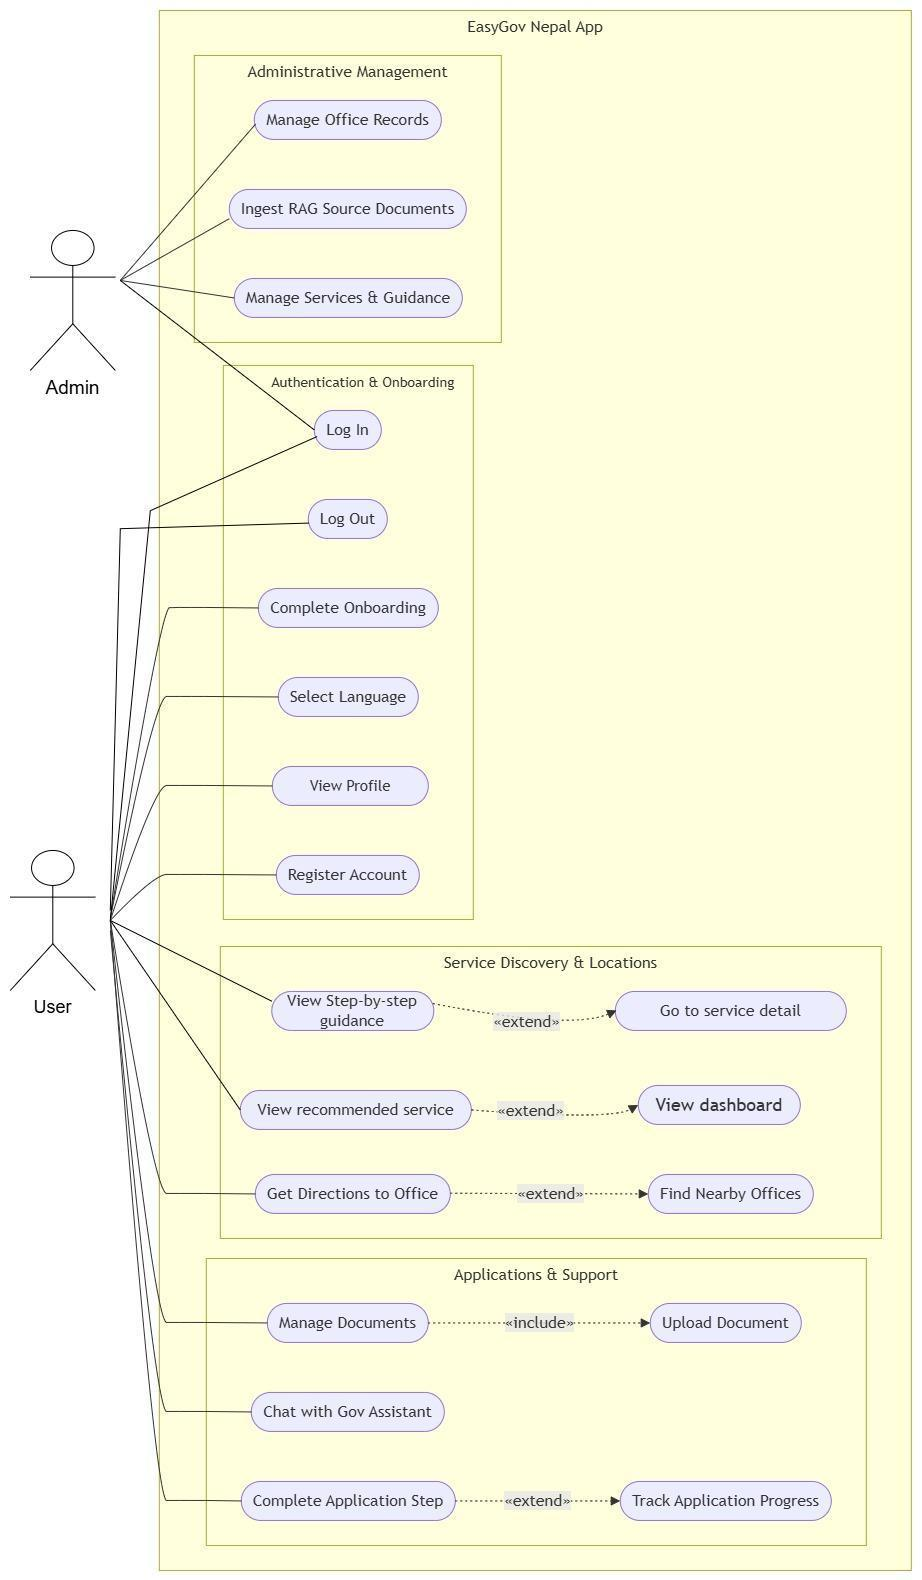 EasyGov Nepal App
Administrative Management
Manage Office Records
Ingest RAG Source Documents
Manage Services & Guidance
Admin
Authentication & Onboarding
Log In
Log Out
Complete Onboarding
Select Language
View Profile
Register Account
User
Service Discovery & Locations
View Step-by-step
guidance
«extend»
Go to service detail
View recommended service
«extend»
View dashboard
Get Directions to Office
«extend»
Find Nearby Offices
Applications & Support
Manage Documents
«include»
Upload Document
Chat with Gov Assistant
Complete Application Step
«extend»
Track Application Progress